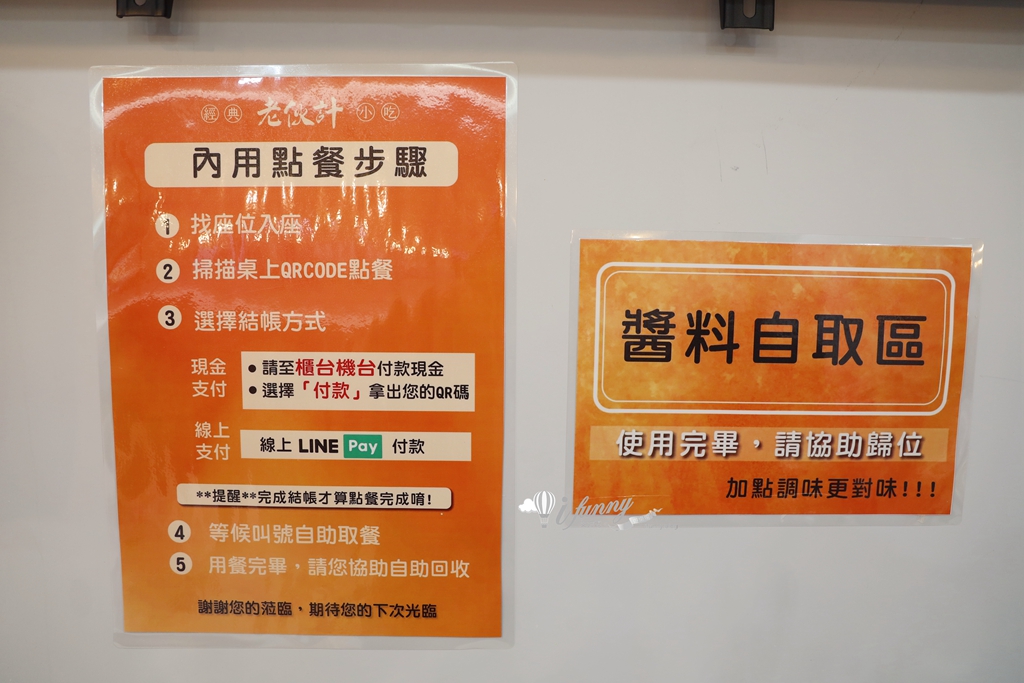 經典 老伙計 小吃
內用點餐步驟
1 找座位入座
2 掃描桌上QRCODE點餐
3 選擇結帳方式
現金支付
●請至櫃台機台付款現金
●選擇「付款」拿出您的QR碼
線上支付
線上 LINE Pay 付款
**提醒**完成結帳才算點餐完成唷!
4 等候叫號自助取餐
5 用餐完畢，請您協助自助回收
謝謝您的蒞臨、期待您的下次光臨
醬料自取區
使用完畢，請協助歸位
加點調味更對味!!!
i funny